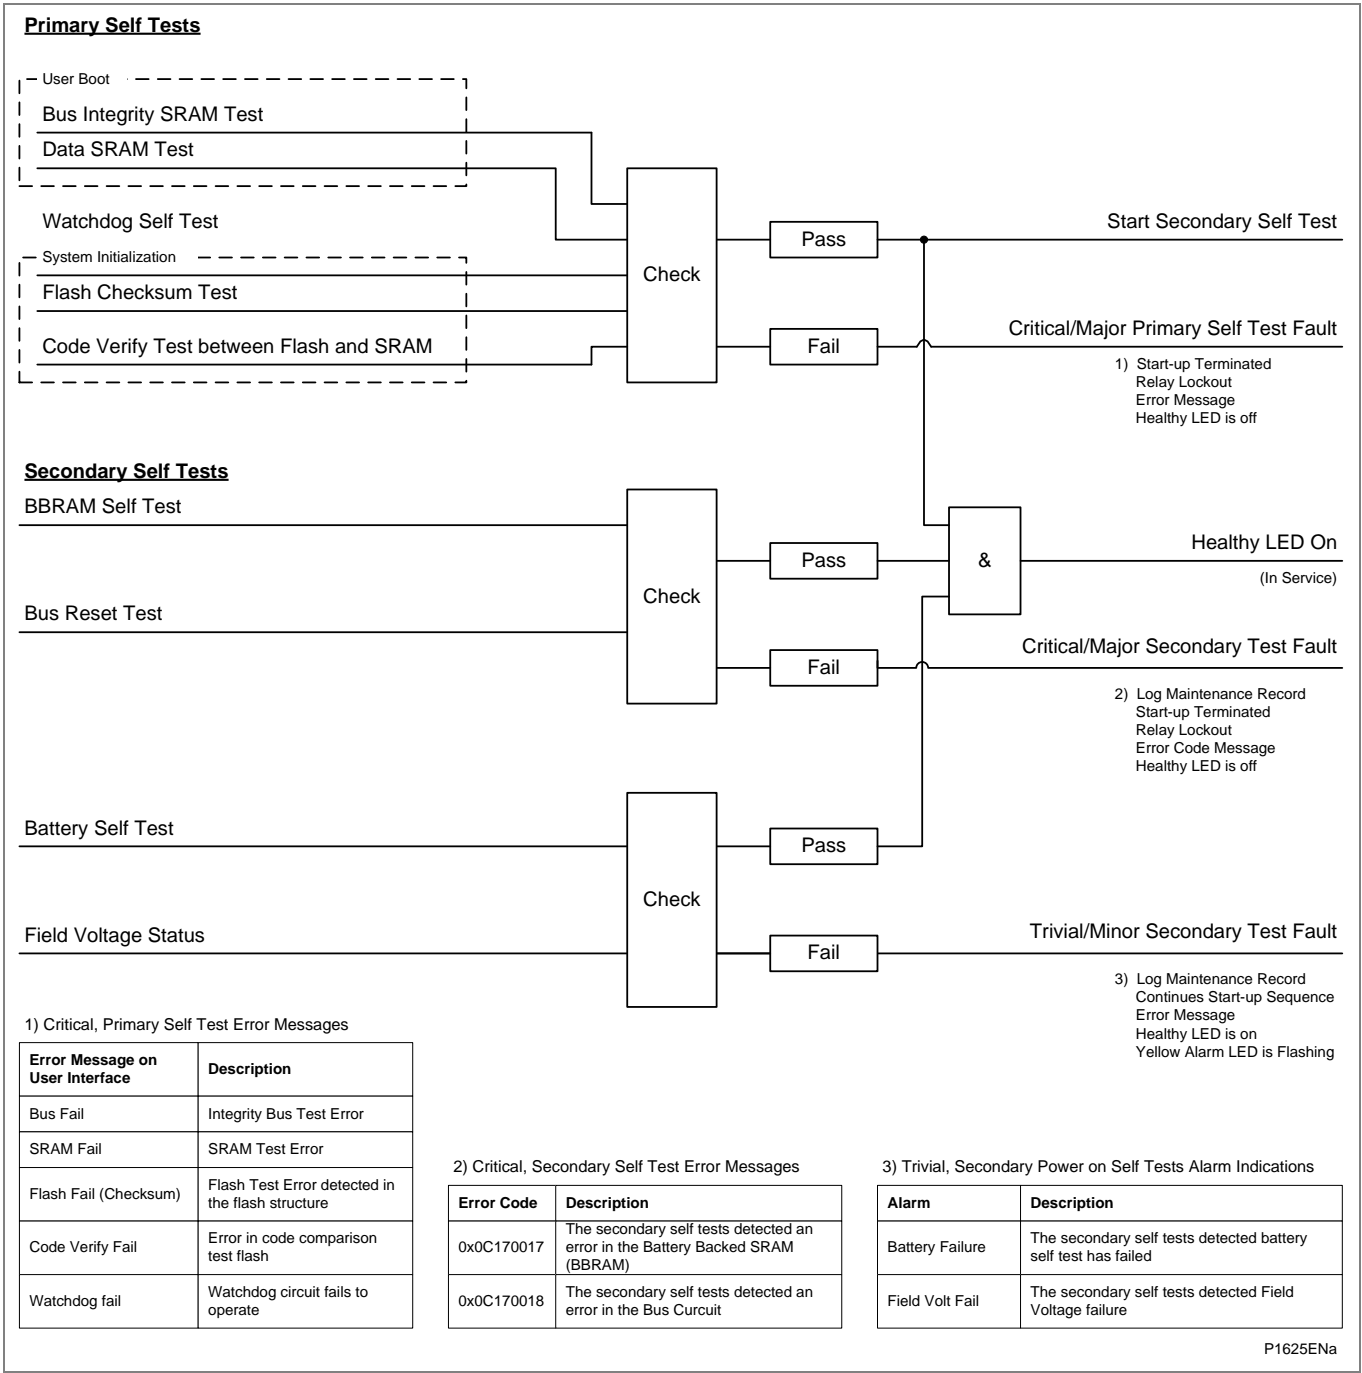 Primary Self Tests
User Boot
Bus Integrity SRAM Test
Data SRAM Test
Watchdog Self Test
System Initialization
Flash Checksum Test
Code Verify Test between Flash and SRAM
Check
Pass
Fail
Start Secondary Self Test
Critical/Major Primary Self Test Fault
1) Start-up Terminated
Relay Lockout
Error Message
Healthy LED is off
Secondary Self Tests
BBRAM Self Test
Bus Reset Test
Check
Pass
Fail
&
Healthy LED On
(In Service)
Critical/Major Secondary Test Fault
2) Log Maintenance Record
Start-up Terminated
Relay Lockout
Error Code Message
Healthy LED is off
Battery Self Test
Field Voltage Status
Check
Pass
Fail
Trivial/Minor Secondary Test Fault
3) Log Maintenance Record
Continues Start-up Sequence
Error Message
Healthy LED is on
Yellow Alarm LED is Flashing
1) Critical, Primary Self Test Error Messages
Error Message on
User Interface
Description
Bus Fail
Integrity Bus Test Error
SRAM Fail
SRAM Test Error
Flash Fail (Checksum)
Flash Test Error detected in
the flash structure
Code Verify Fail
Error in code comparison
test flash
Watchdog fail
Watchdog circuit fails to
operate
2) Critical, Secondary Self Test Error Messages
Error Code
Description
0x0C170017
The secondary self tests detected an
error in the Battery Backed SRAM
(BBRAM)
0x0C170018
The secondary self tests detected an
error in the Bus Curcuit
3) Trivial, Secondary Power on Self Tests Alarm Indications
Alarm
Description
Battery Failure
The secondary self tests detected battery
self test has failed
Field Volt Fail
The secondary self tests detected Field
Voltage failure
P1625ENa